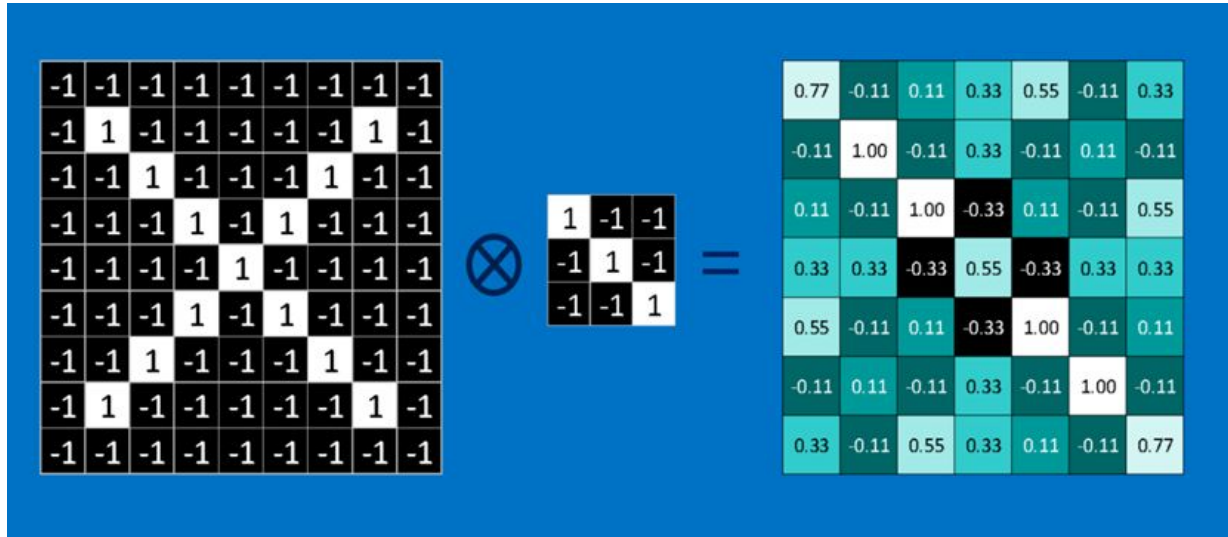 -1 -1 -1 -1 -1 -1 -1 -1 -1
-1 1 -1 -1 -1 -1 -1 1 -1
-1 -1 1 -1 -1 -1 1 -1 -1
-1 -1 -1 1 -1 1 -1 -1 -1
-1 -1 -1 -1 1 -1 -1 -1 -1
-1 -1 -1 1 -1 1 -1 -1 -1
-1 -1 1 -1 -1 -1 1 -1 -1
-1 1 -1 -1 -1 -1 -1 1 -1
-1 -1 -1 -1 -1 -1 -1 -1 -1
⊗
1 -1 -1
-1 1 -1
-1 -1 1
=
0.77 -0.11 0.11 0.33 0.55 -0.11 0.33
-0.11 1.00 -0.11 0.33 -0.11 0.11 -0.11
0.11 -0.11 1.00 -0.33 0.11 -0.11 0.55
0.33 0.33 -0.33 0.55 -0.33 0.33 0.33
0.55 -0.11 0.11 -0.33 1.00 -0.11 0.11
-0.11 0.11 -0.11 0.33 -0.11 1.00 -0.11
0.33 -0.11 0.55 0.33 0.11 -0.11 0.77